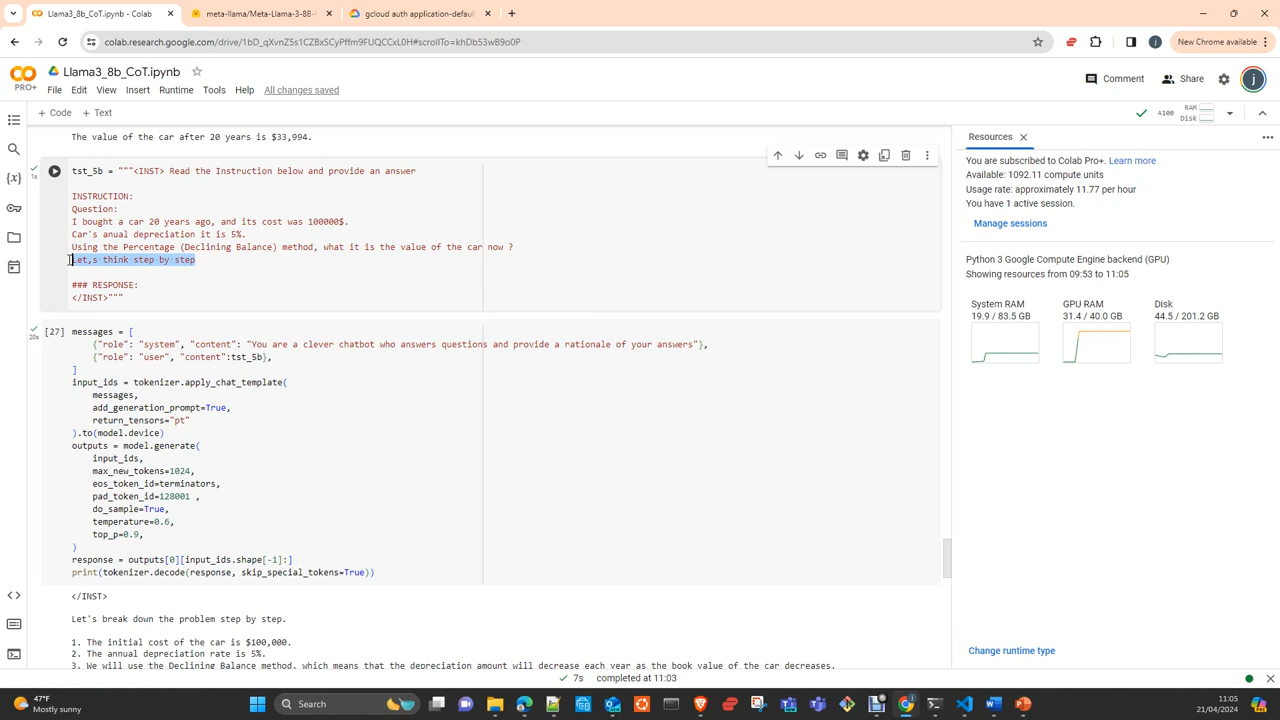 Llama3_8b_CoT.ipynb - Colab
meta-llama/Meta-Llama-3-8B-I
gcloud auth application-defaul
colab.research.google.com/drive/1bD_qXvnZ5s1CZBxSCyPffm9FUQCCxL0H#scrollTo=khDb53wB9o0P
New Chrome available
PRO+
Llama3_8b_CoT.ipynb
File Edit View Insert Runtime Tools Help All changes saved
Comment
Share
+ Code + Text
A100
RAM
Disk
The value of the car after 20 years is $33,994.
1s
tst_5b = """<INST> Read the Instruction below and provide an answer
INSTRUCTION:
Question:
I bought a car 20 years ago, and its cost was 100000$.
Car's anual depreciation it is 5%.
Using the Percentage (Declining Balance) method, what it is the value of the car now ?
Let,s think step by step
### RESPONSE:
</INST>"""
[27] messages = [
20s
{"role": "system", "content": "You are a clever chatbot who answers questions and provide a rationale of your answers"},
{"role": "user", "content":tst_5b},
]
input_ids = tokenizer.apply_chat_template(
messages,
add_generation_prompt=True,
return_tensors="pt"
).to(model.device)
outputs = model.generate(
input_ids,
max_new_tokens=1024,
eos_token_id=terminators,
pad_token_id=128001 ,
do_sample=True,
temperature=0.6,
top_p=0.9,
)
response = outputs[0][input_ids.shape[-1]:]
print(tokenizer.decode(response, skip_special_tokens=True))
</INST>
Let's break down the problem step by step.
1. The initial cost of the car is $100,000.
2. The annual depreciation rate is 5%.
3. We will use the Declining Balance method, which means that the depreciation amount will decrease each year as the book value of the car decreases.
Resources
You are subscribed to Colab Pro+. Learn more
Available: 1092.11 compute units
Usage rate: approximately 11.77 per hour
You have 1 active session.
Manage sessions
Python 3 Google Compute Engine backend (GPU)
Showing resources from 09:53 to 11:05
System RAM
19.9 / 83.5 GB
GPU RAM
31.4 / 40.0 GB
Disk
44.5 / 201.2 GB
Change runtime type
7s completed at 11:03
47°F
Mostly sunny
Search
11:05
21/04/2024